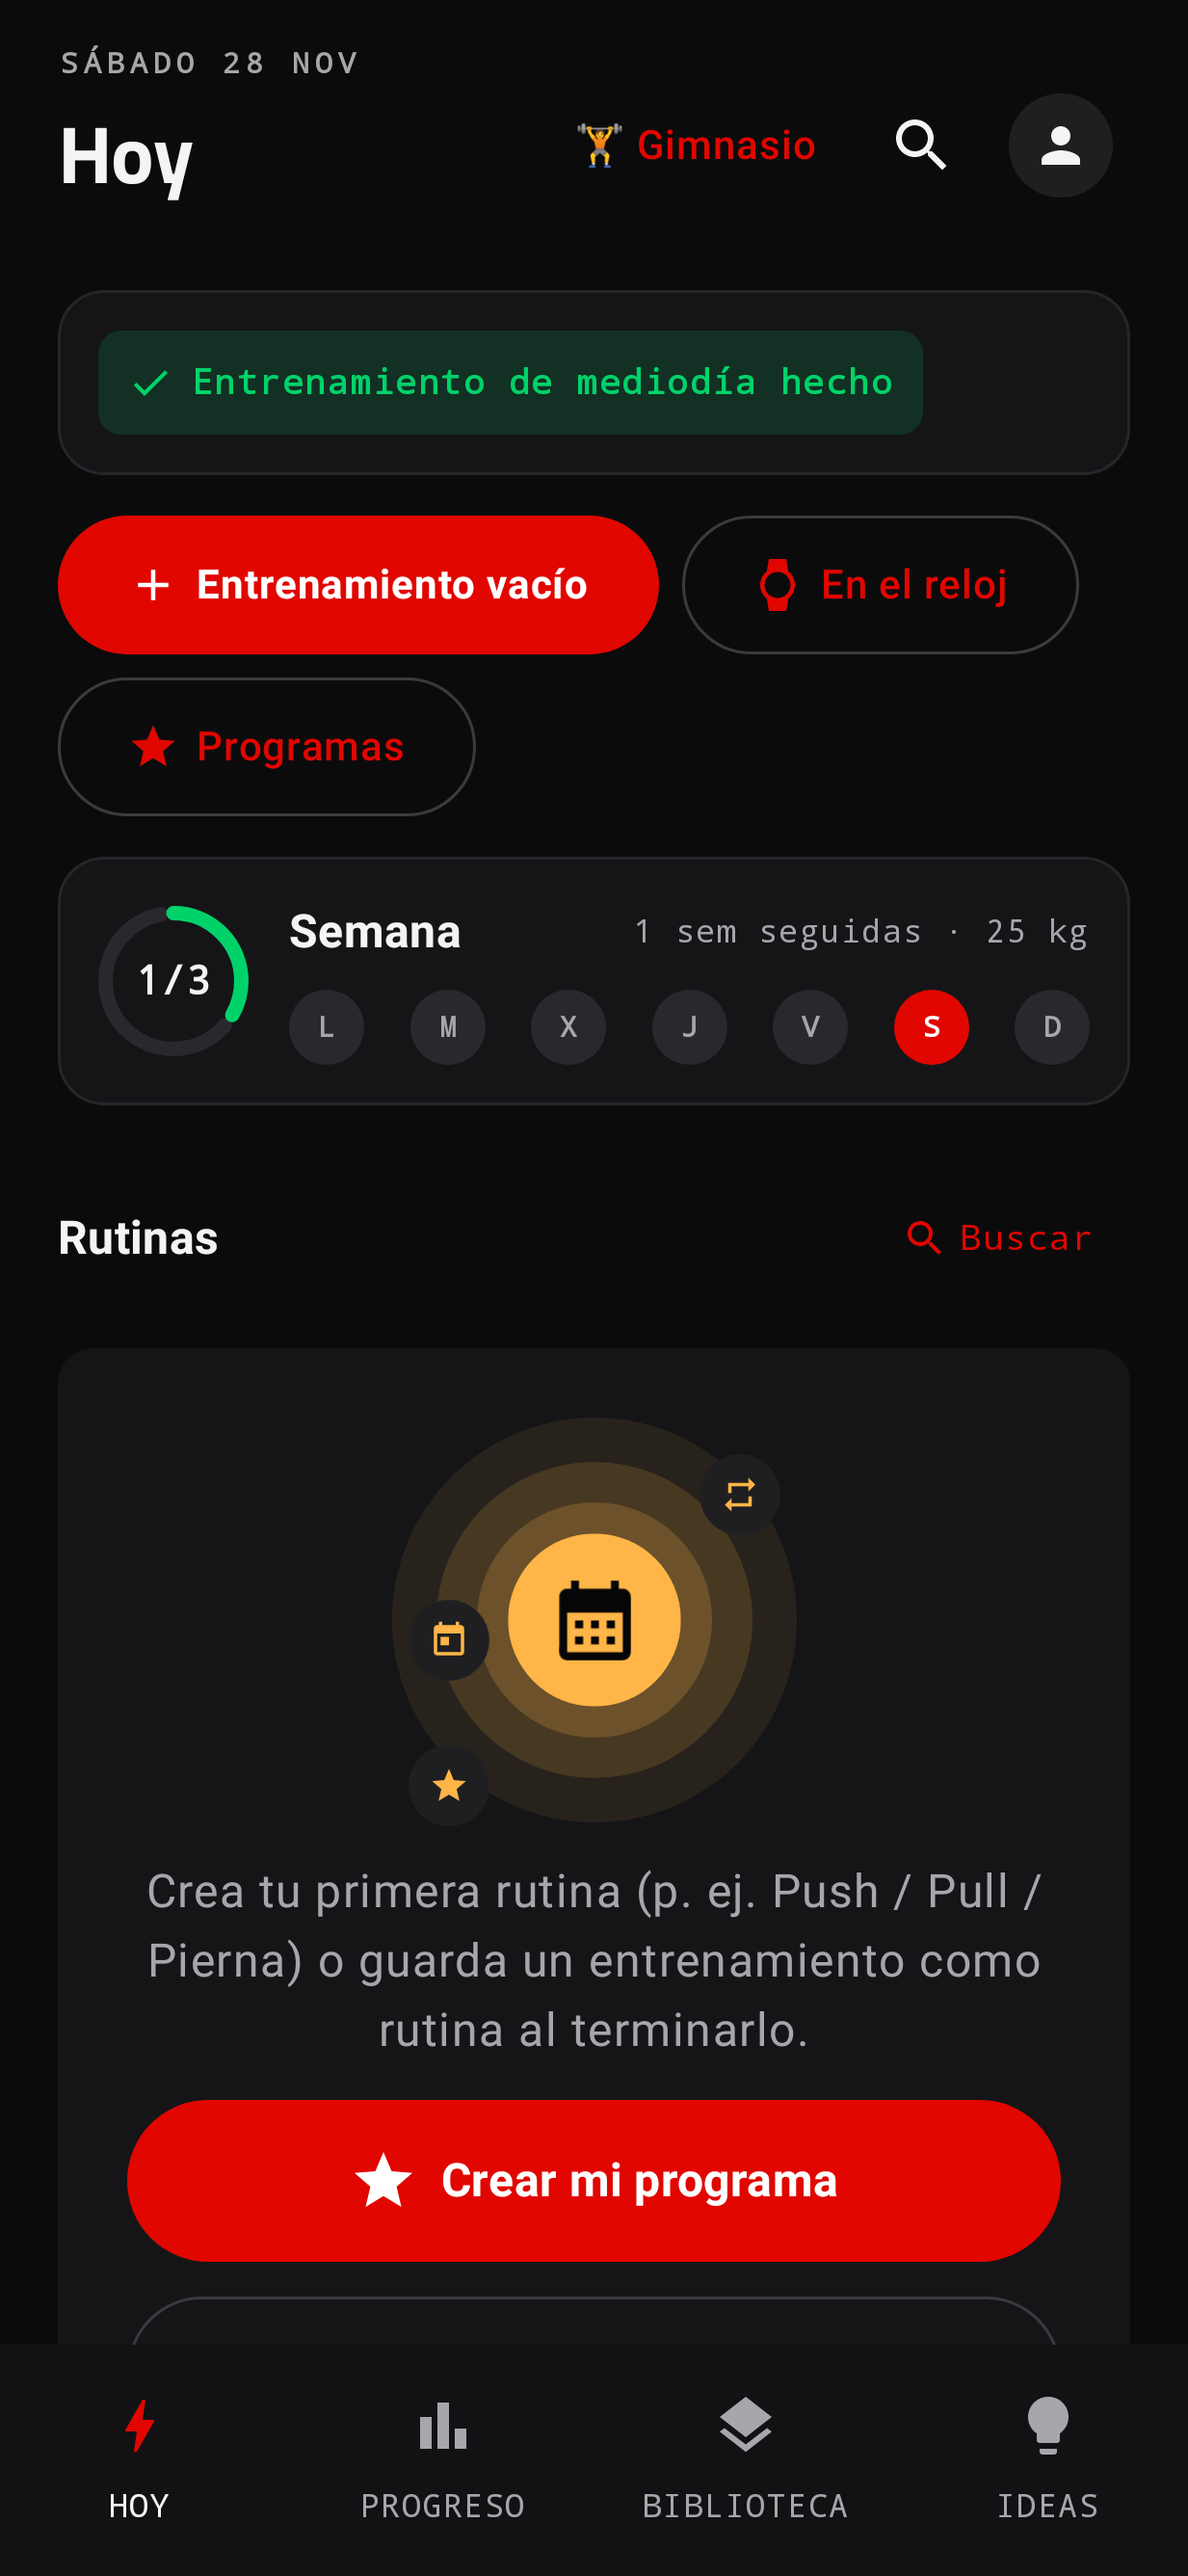 SÁBADO 28 NOV
Hoy
🏋️ Gimnasio
Entrenamiento de mediodía hecho
Entrenamiento vacío
En el reloj
Programas
1/3
Semana
1 sem seguidas · 25 kg
L M X J V S D
Rutinas
Buscar
Crea tu primera rutina (p. ej. Push / Pull /
Pierna) o guarda un entrenamiento como
rutina al terminarlo.
Crear mi programa
HOY
PROGRESO
BIBLIOTECA
IDEAS